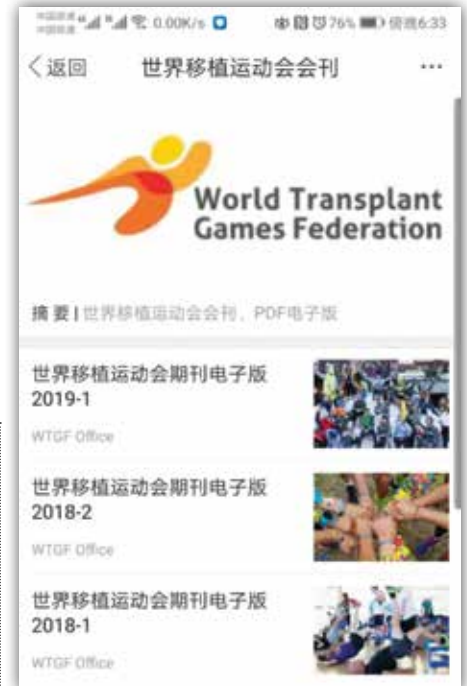 0.00K/s 76% 傍晚6:33
返回 世界移植运动会会刊 ···
World Transplant
Games Federation
摘要 | 世界移植运动会会刊，PDF电子版
世界移植运动会期刊电子版
2019-1
WTGF Office
世界移植运动会期刊电子版
2018-2
WTGF Office
世界移植运动会期刊电子版
2018-1
WTGF Office